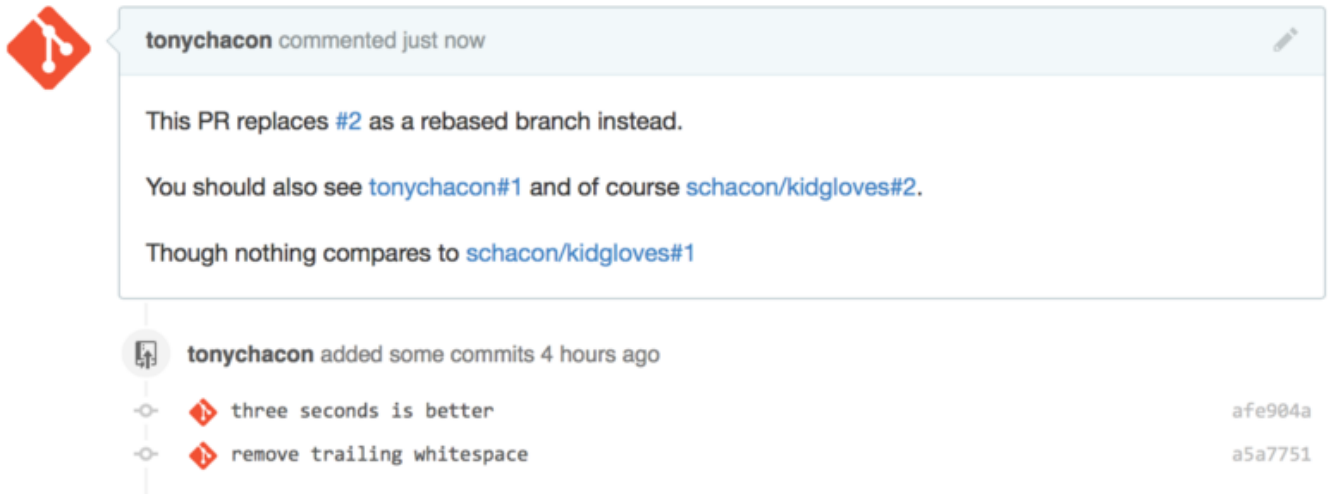 tonychacon commented just now
This PR replaces #2 as a rebased branch instead.
You should also see tonychacon#1 and of course schacon/kidgloves#2.
Though nothing compares to schacon/kidgloves#1
tonychacon added some commits 4 hours ago
three seconds is better afe904a
remove trailing whitespace a5a7751